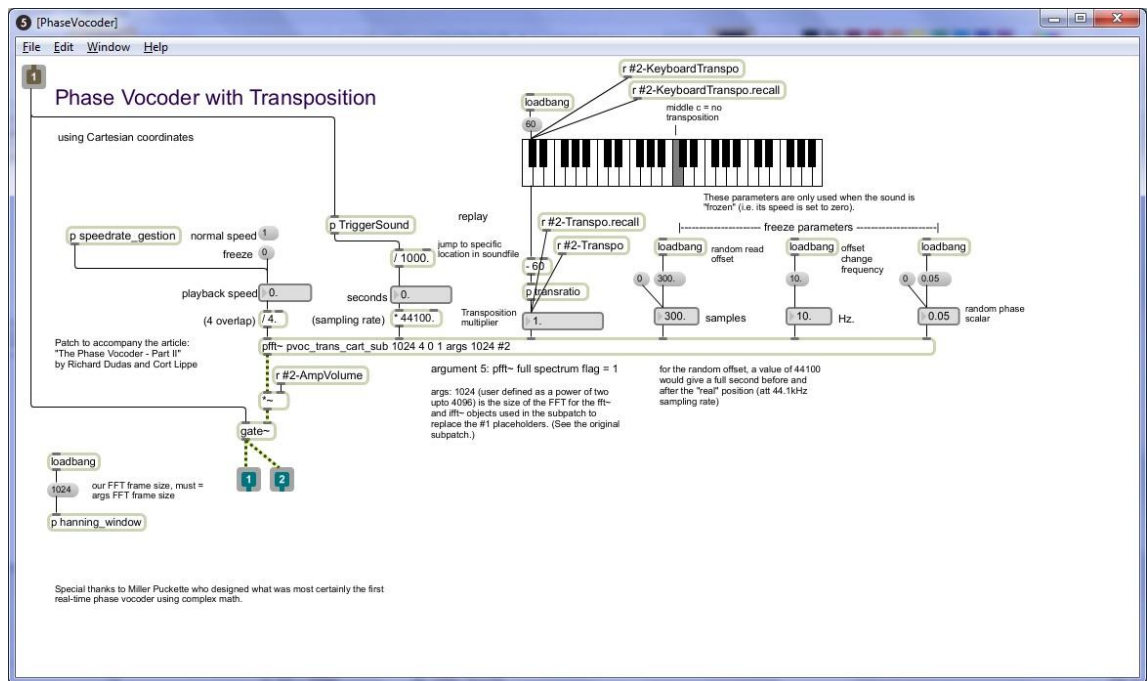 5 [PhaseVocoder]
File Edit Window Help
1
Phase Vocoder with Transposition
using Cartesian coordinates
r #2-KeyboardTranspo
r #2-KeyboardTranspo.recall
loadbang
60
middle c = no
transposition
These parameters are only used when the sound is
"frozen" (i.e. its speed is set to zero).
|---------------------- freeze parameters ---------------------|
p speedrate_gestion
normal speed 1
freeze 0
playback speed 0.
(4 overlap) / 4.
p TriggerSound
replay
/ 1000.
jump to specific
location in soundfile
seconds 0.
(sampling rate) * 44100.
r #2-Transpo.recall
r #2-Transpo
- 60
p transratio
Transposition
multiplier
1.
loadbang
random read
offset
0 300.
300. samples
loadbang
offset
change
frequency
10.
10. Hz.
loadbang
0 0.05
0.05
random phase
scalar
pfft~ pvoc_trans_cart_sub 1024 4 0 1 args 1024 #2
Patch to accompany the article:
"The Phase Vocoder - Part II"
by Richard Dudas and Cort Lippe
r #2-AmpVolume
*~
gate~
1 2
argument 5: pfft~ full spectrum flag = 1
args: 1024 (user defined as a power of two
upto 4096) is the size of the FFT for the fft~
and ifft~ objects used in the subpatch to
replace the #1 placeholders. (See the original
subpatch.)
for the random offset, a value of 44100
would give a full second before and
after the "real" position (att 44.1kHz
sampling rate)
loadbang
1024
our FFT frame size, must =
args FFT frame size
p hanning_window
Special thanks to Miller Puckette who designed what was most certainly the first
real-time phase vocoder using complex math.